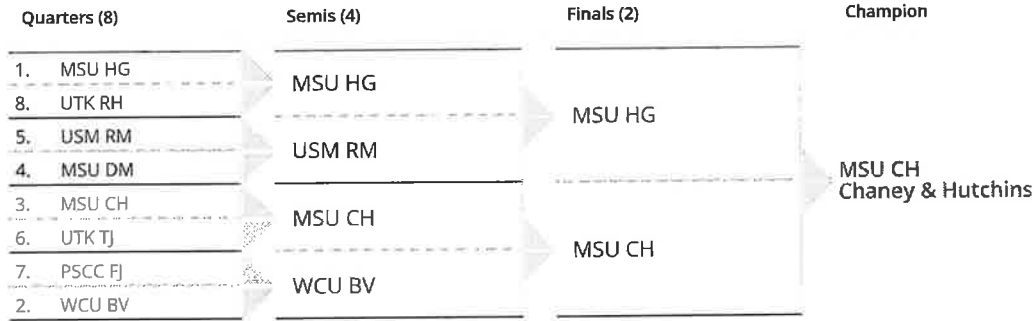 Quarters (8)
Semis (4)
Finals (2)
Champion
1. MSU HG
8. UTK RH
5. USM RM
4. MSU DM
3. MSU CH
6. UTK TJ
7. PSCC FJ
2. WCU BV
MSU HG
USM RM
MSU CH
WCU BV
MSU HG
MSU CH
MSU CH
Chaney & Hutchins